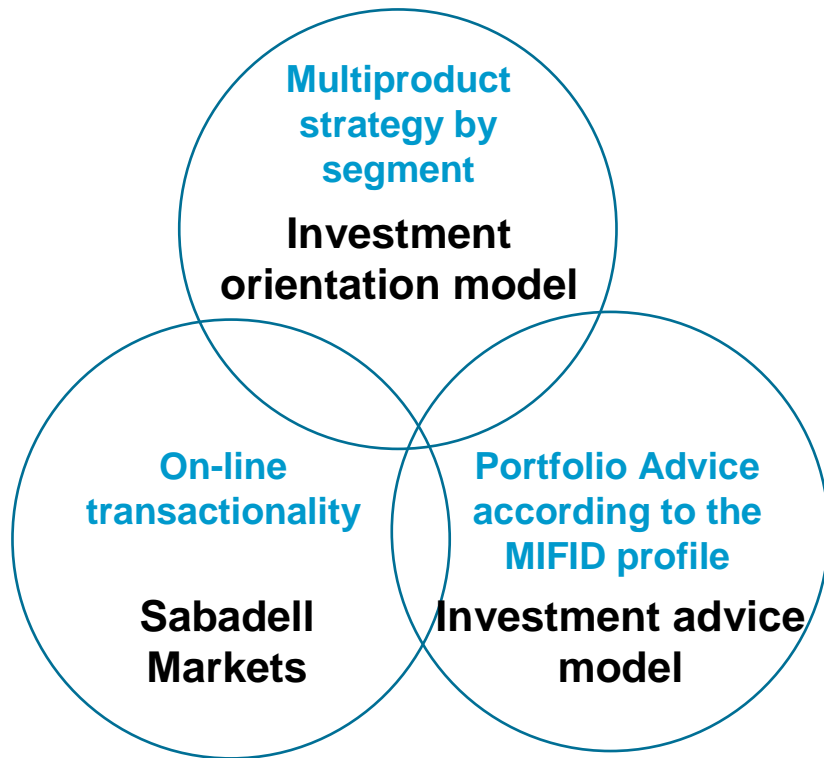 Multiproduct
strategy by
segment
Investment
orientation model
On-line
transactionality
Sabadell
Markets
Portfolio Advice
according to the
MIFID profile
Investment advice
model